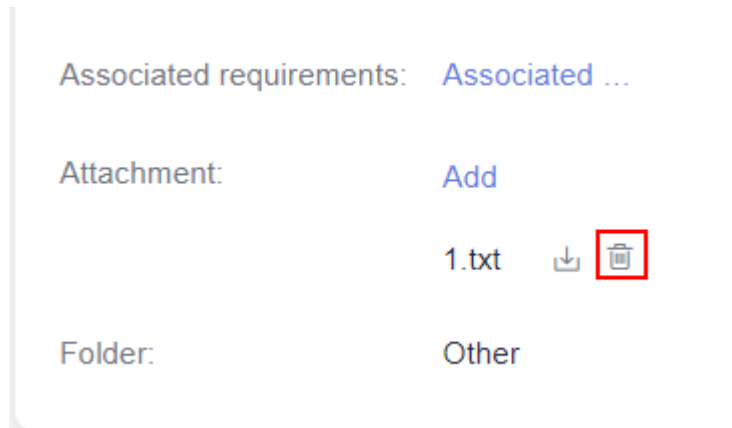 Associated requirements: Associated ...
Attachment: Add
1.txt
Folder: Other